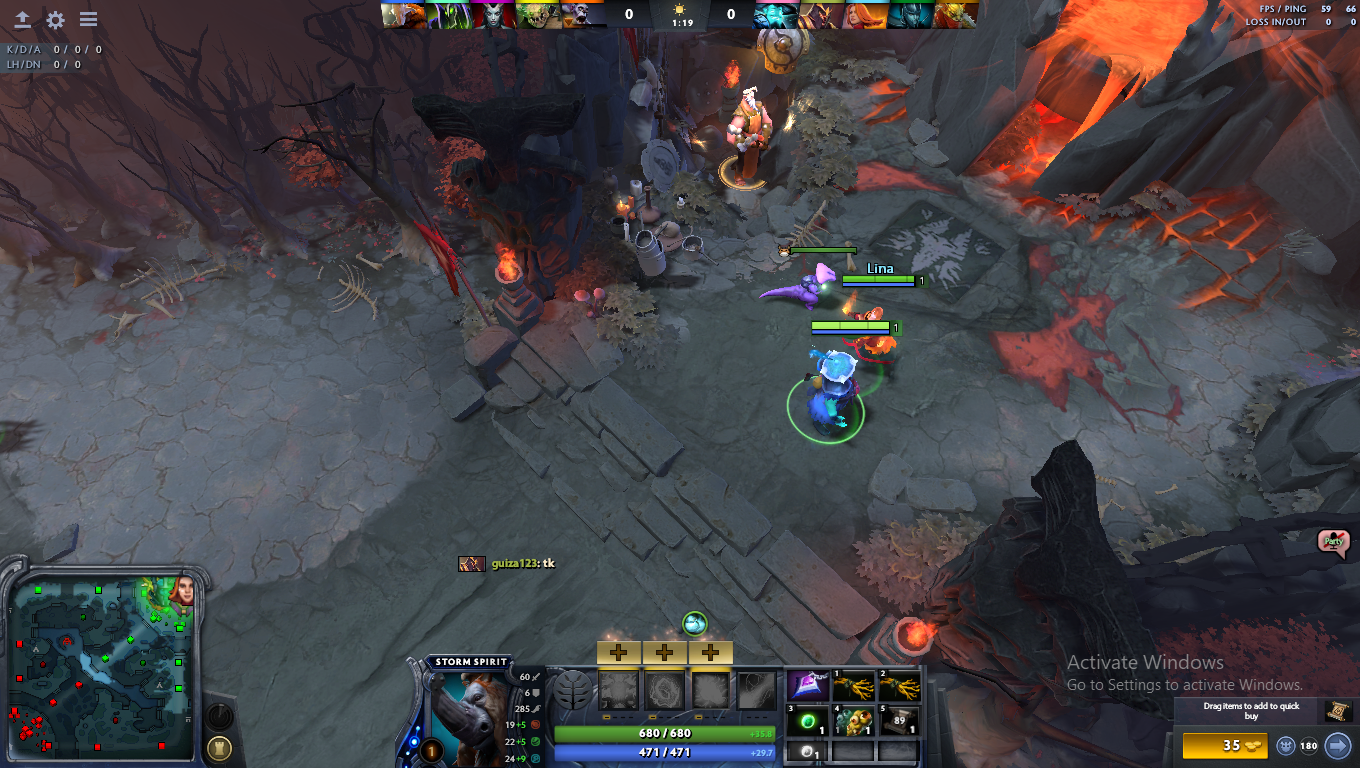 0 1:19 0
FPS / PING 59 66
LOSS IN/OUT 0 0
K/D/A 0 / 0 / 0
LH/DN 0 / 0
Lina
1
1
guiza123: tk
Party
Activate Windows
Go to Settings to activate Windows.
STORM SPIRIT
60
6
285
19+5
22+5
24+9
1
680 / 680 +35.8
471 / 471 +29.7
1 2
3 1 4 1 5 89 1
1
Drag items to add to quick
buy
35 180